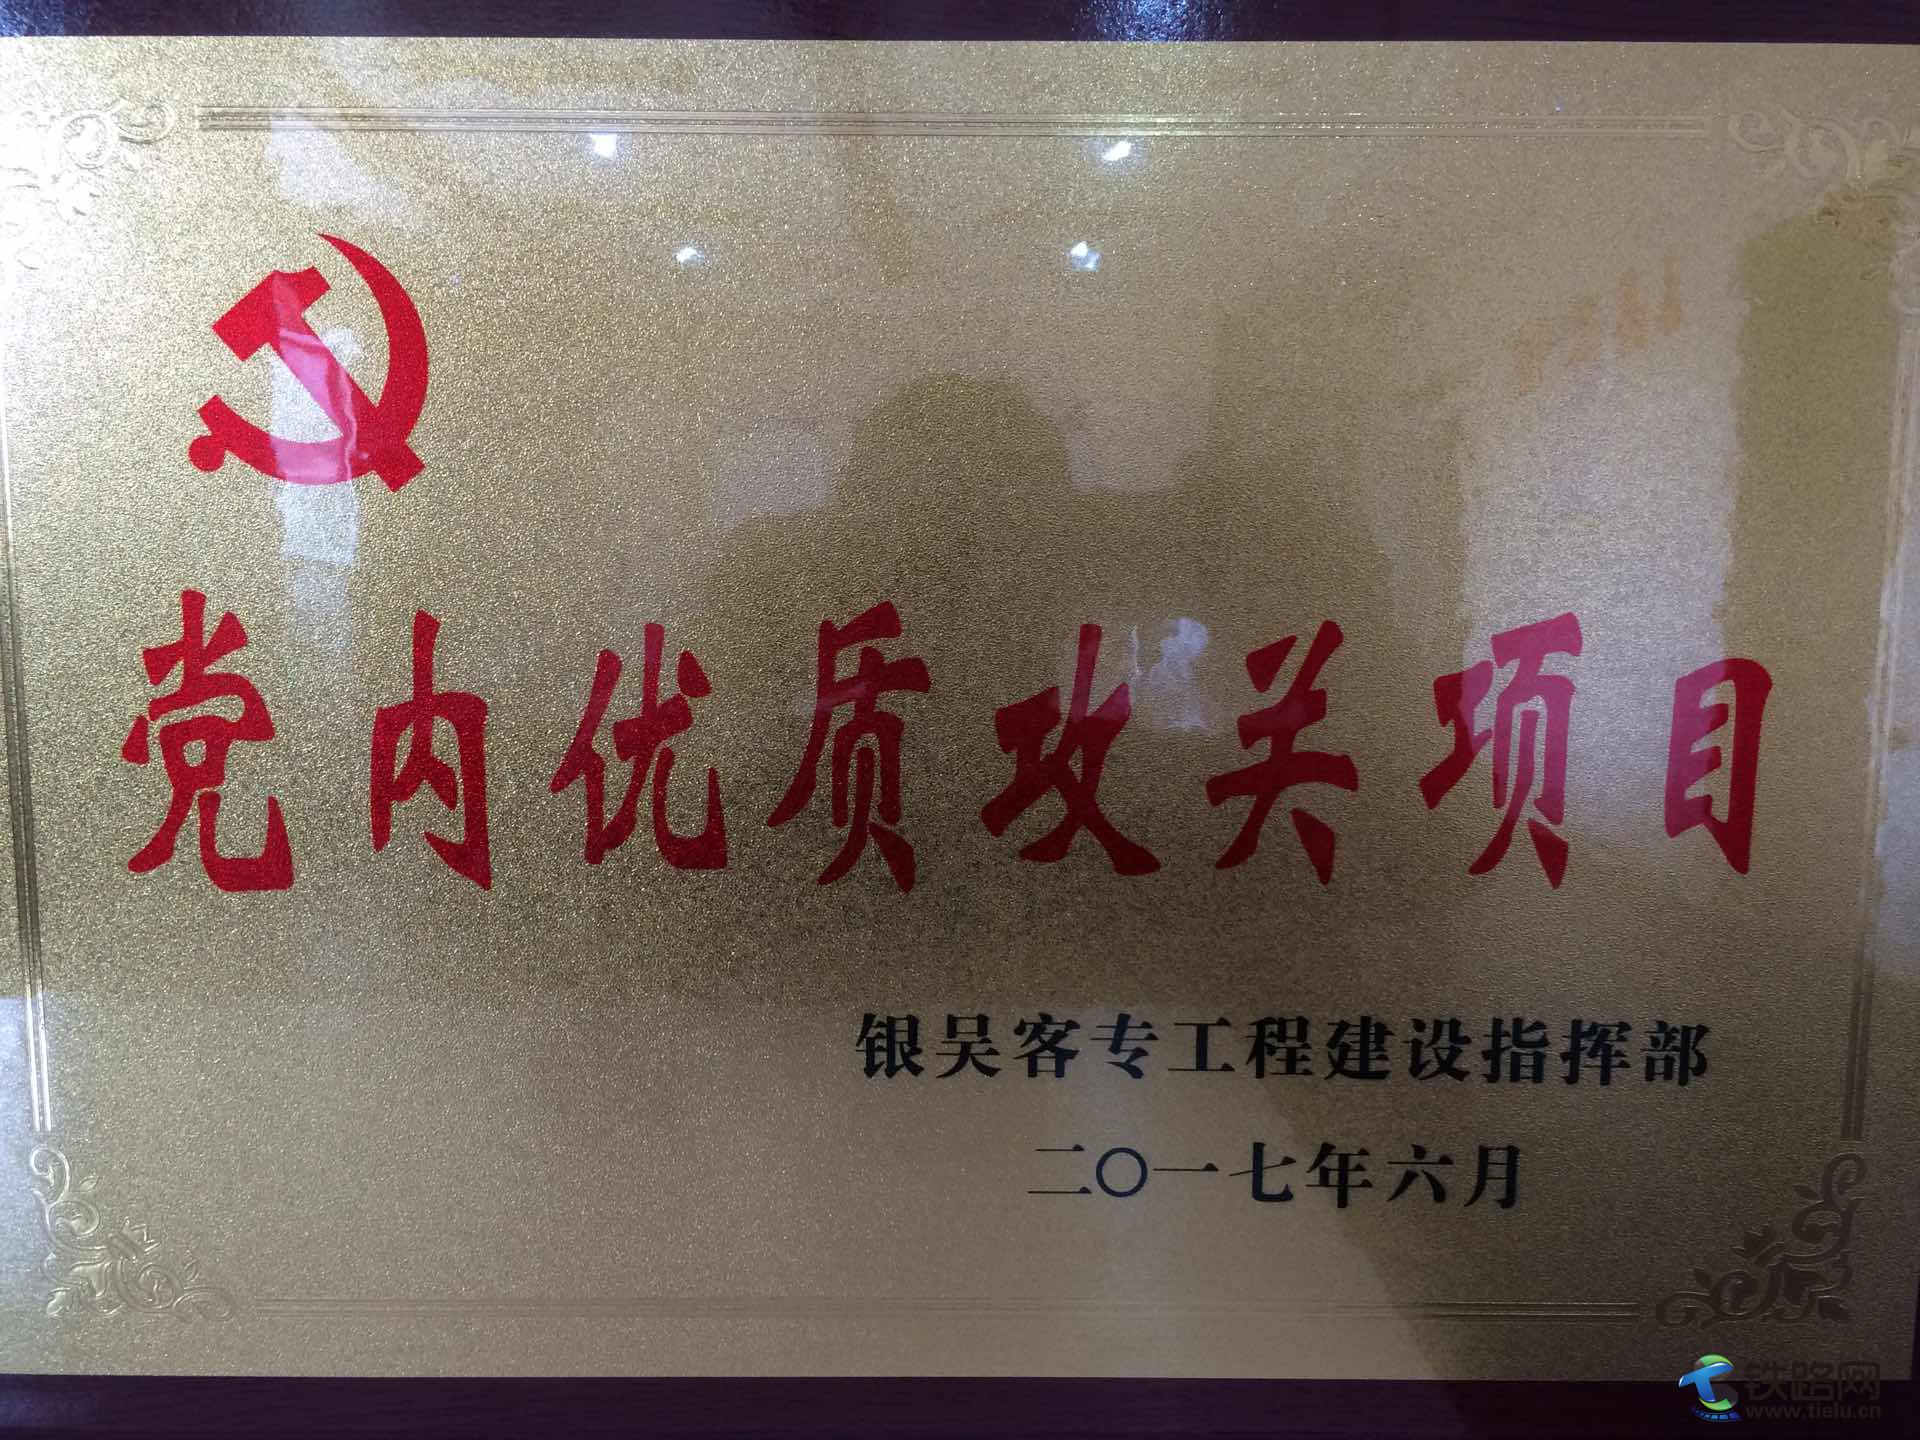 党内优质攻关项目
银吴客专工程建设指挥部
二〇一七年六月
铁路网
www.tielu.cn